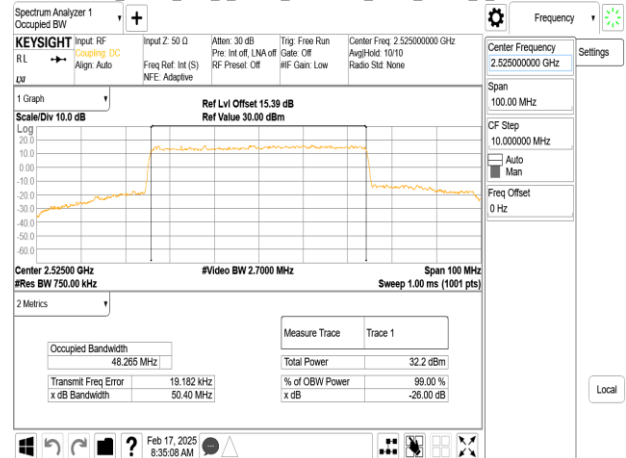 Spectrum Analyzer 1
Occupied BW
Frequency
KEYSIGHT
RL
LXI
Input: RF
Coupling: DC
Align: Auto
Input Z: 50 Ω
Freq Ref: Int (S)
NFE: Adaptive
Atten: 30 dB
Pre: Int off, LNA off
RF Preset: Off
Trig: Free Run
Gate: Off
#IF Gain: Low
Center Freq: 2.525000000 GHz
Avg|Hold: 10/10
Radio Std: None
Center Frequency
2.525000000 GHz
Settings
Span
100.00 MHz
CF Step
10.000000 MHz
Auto
Man
Freq Offset
0 Hz
Local
1 Graph
Scale/Div 10.0 dB
Ref Lvl Offset 15.39 dB
Ref Value 30.00 dBm
Log
20.0
10.0
0.00
-10.0
-20.0
-30.0
-40.0
-50.0
-60.0
Center 2.52500 GHz
#Video BW 2.7000 MHz
Span 100 MHz
#Res BW 750.00 kHz
Sweep 1.00 ms (1001 pts)
2 Metrics
Measure Trace Trace 1
Occupied Bandwidth
48.265 MHz
Total Power 32.2 dBm
Transmit Freq Error 19.182 kHz
% of OBW Power 99.00 %
x dB Bandwidth 50.40 MHz
x dB -26.00 dB
?
Feb 17, 2025
8:35:08 AM